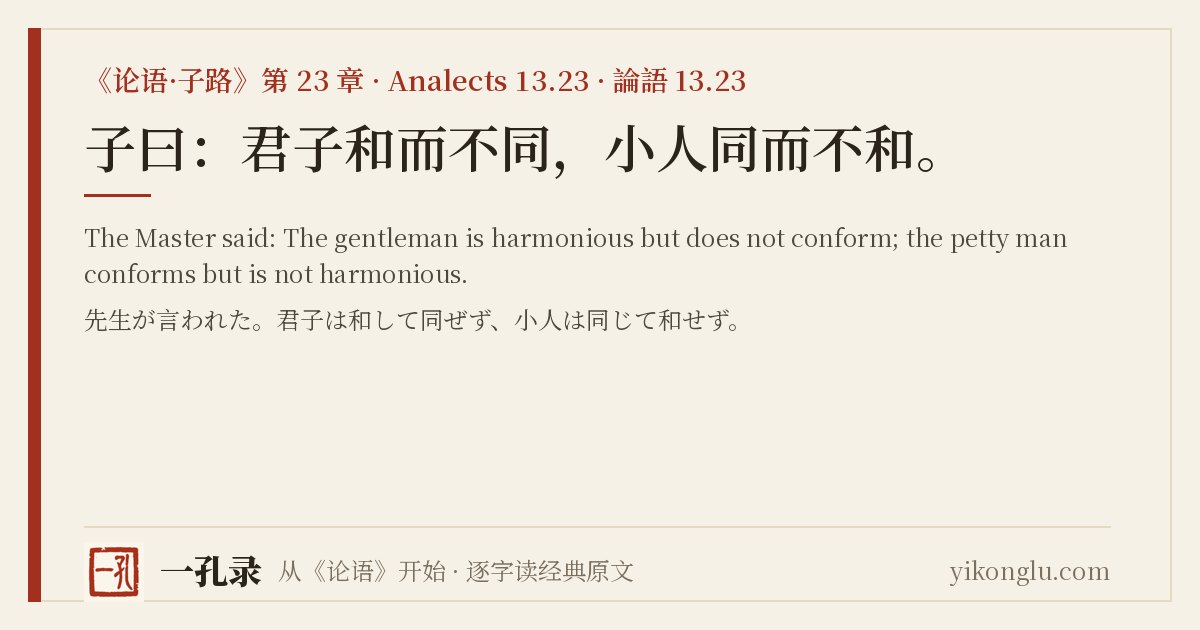 《论语·子路》第 23 章 · Analects 13.23 · 論語 13.23
子曰：君子和而不同，小人同而不和。
The Master said: The gentleman is harmonious but does not conform; the petty man
conforms but is not harmonious.
先生が言われた。君子は和して同ぜず、小人は同じて和せず。
一孔
一孔录 从《论语》开始 · 逐字读经典原文 yikonglu.com